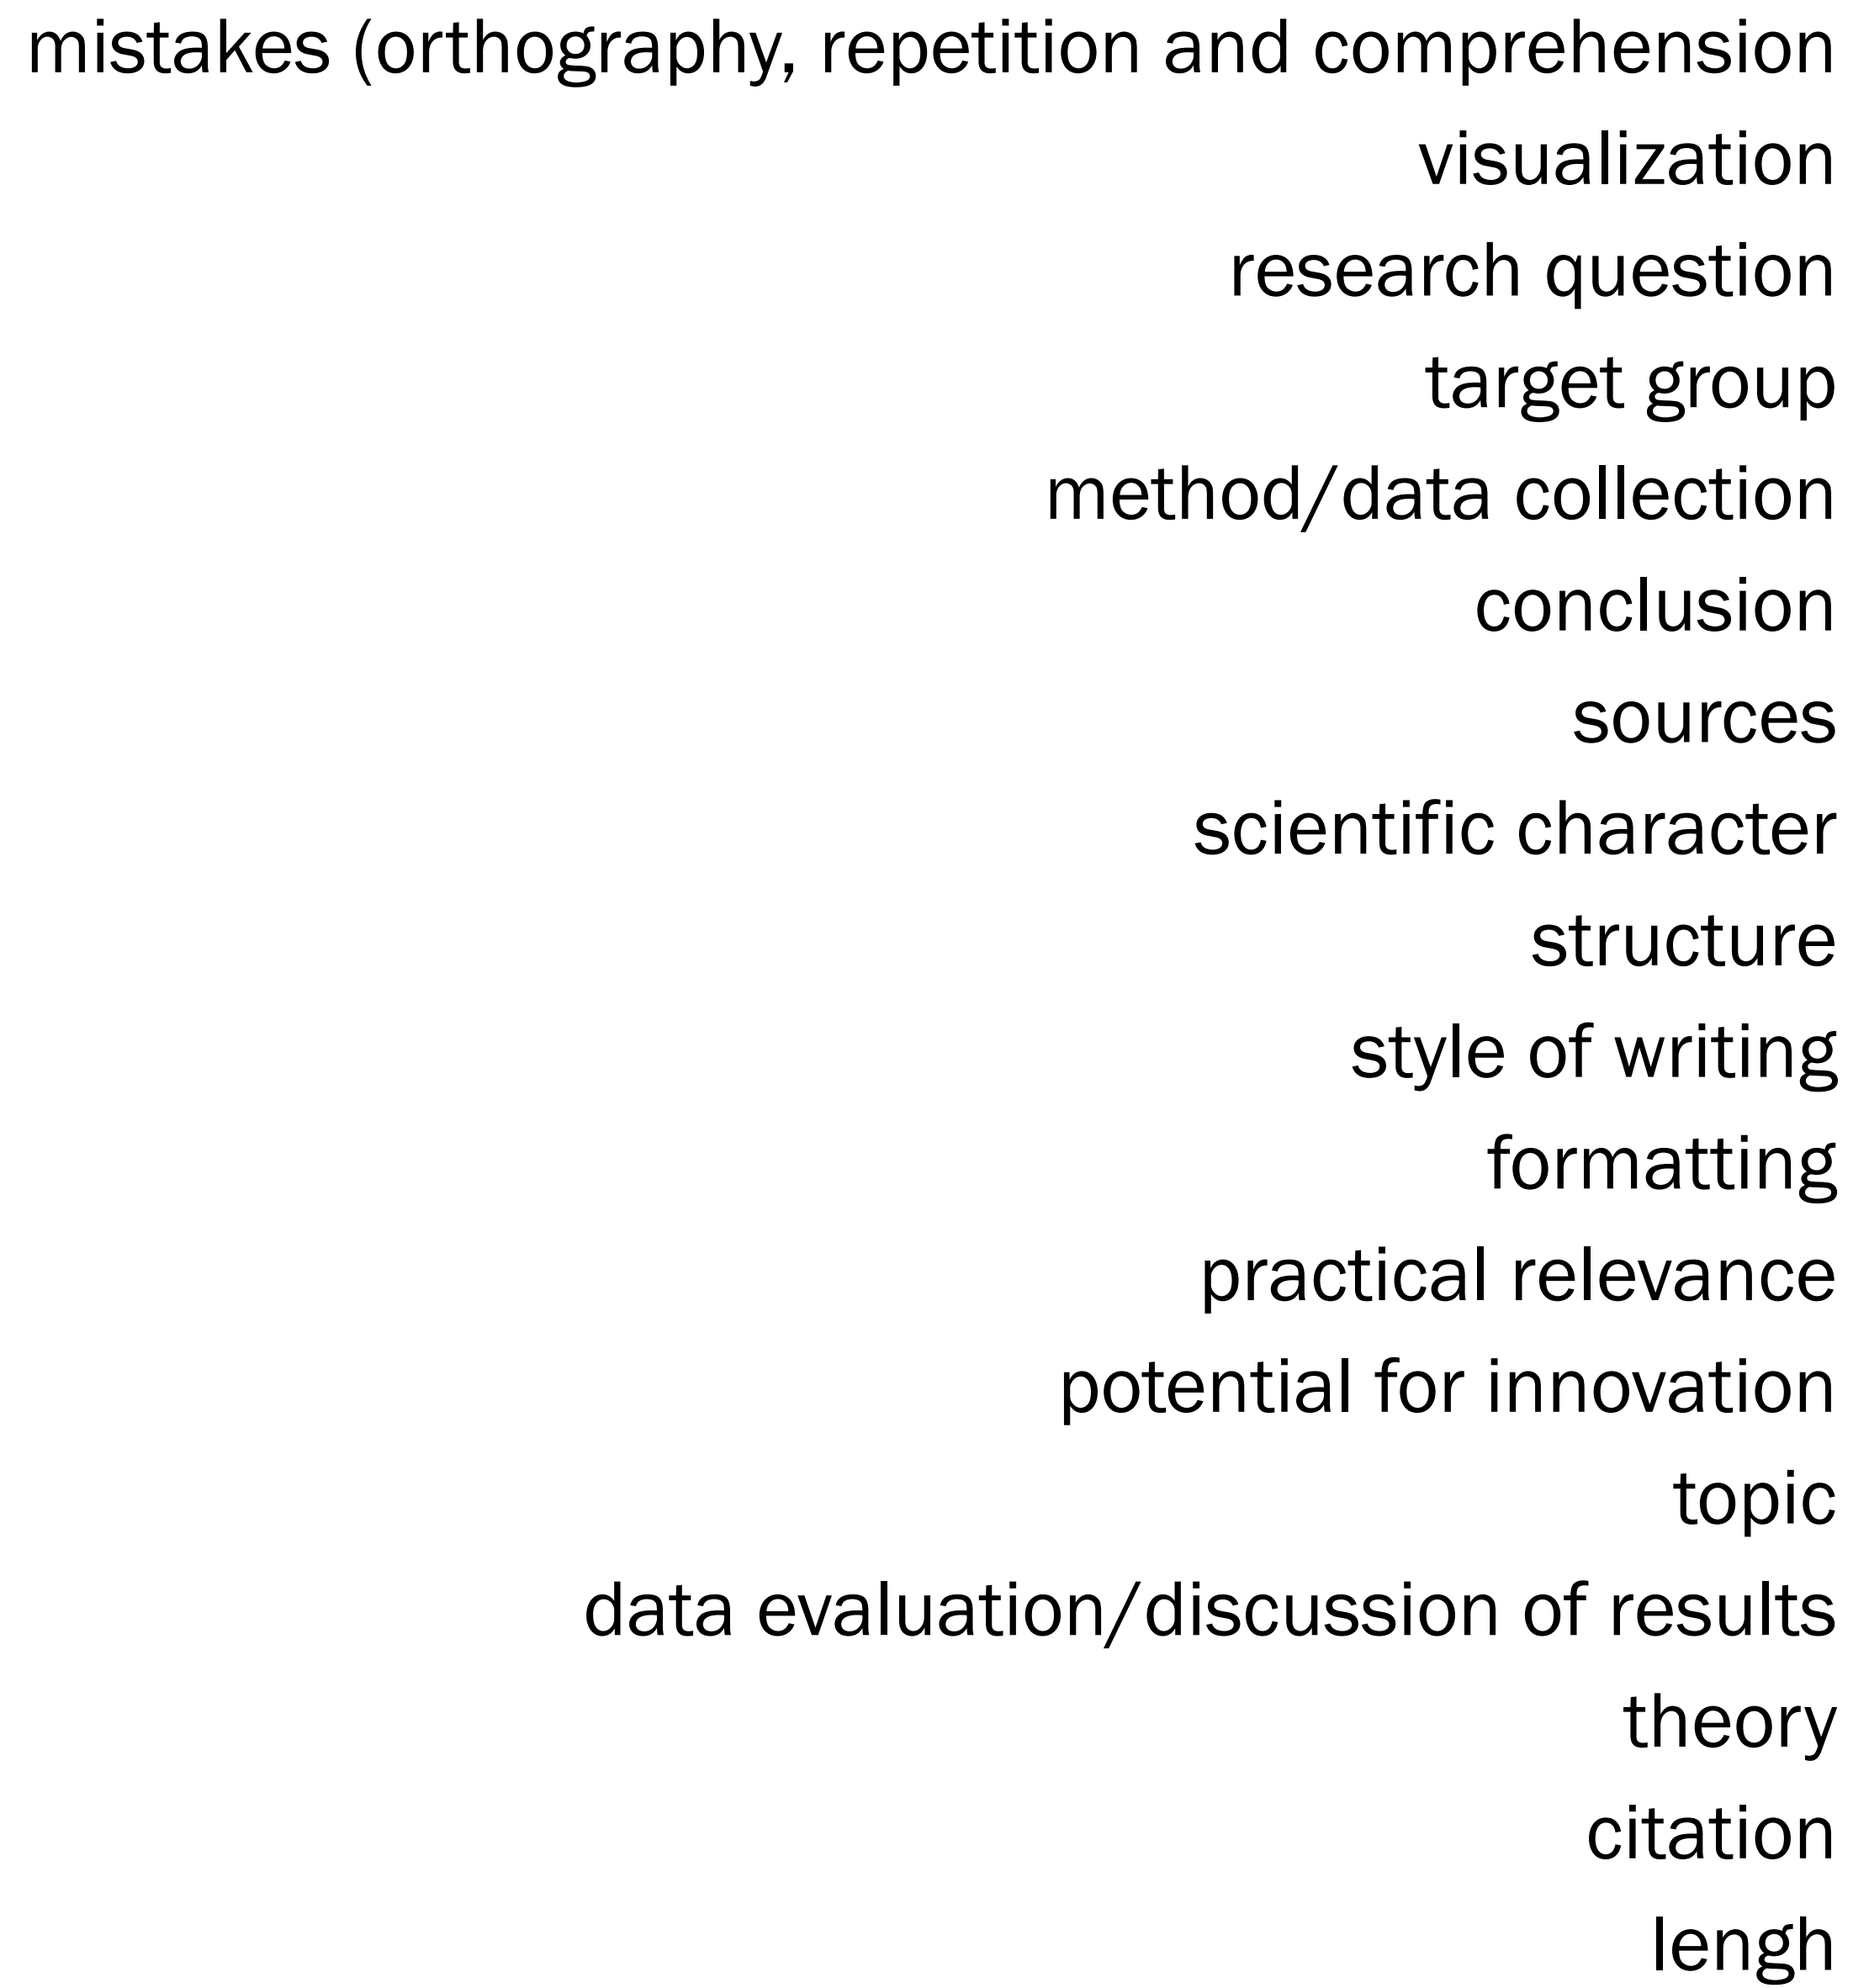 mistakes (orthography, repetition and comprehension
visualization
research question
target group
method/data collection
conclusion
sources
scientific character
structure
style of writing
formatting
practical relevance
potential for innovation
topic
data evaluation/discussion of results
theory
citation
lengh